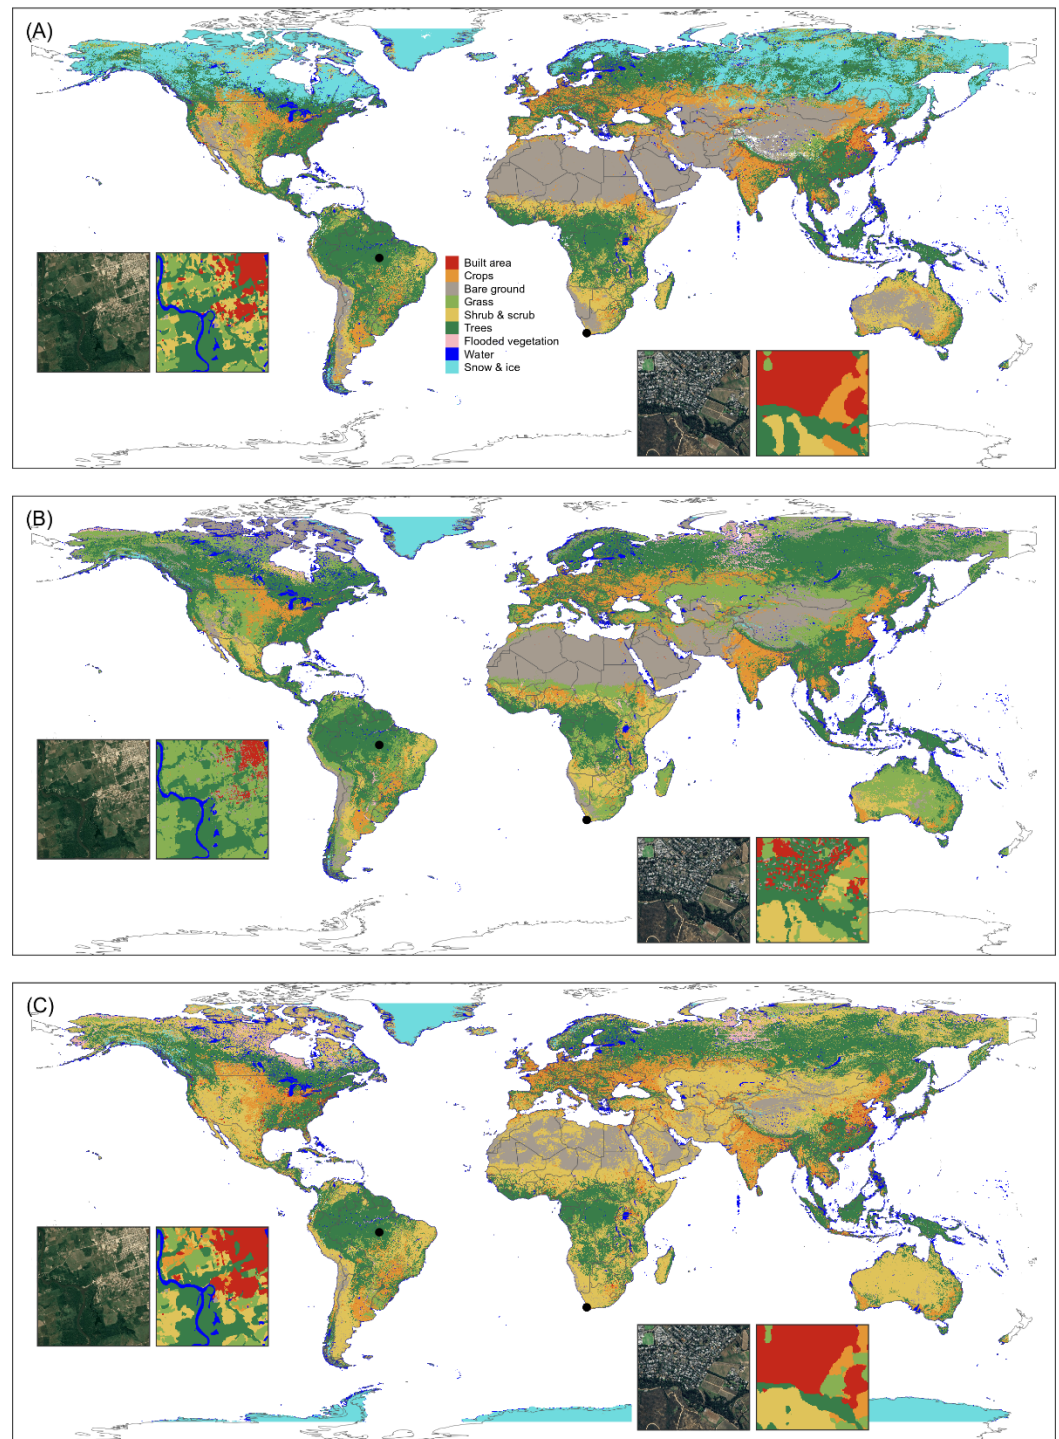 (A)
Built area
Crops
Bare ground
Grass
Shrub & scrub
Trees
Flooded vegetation
Water
Snow & ice
(B)
(C)